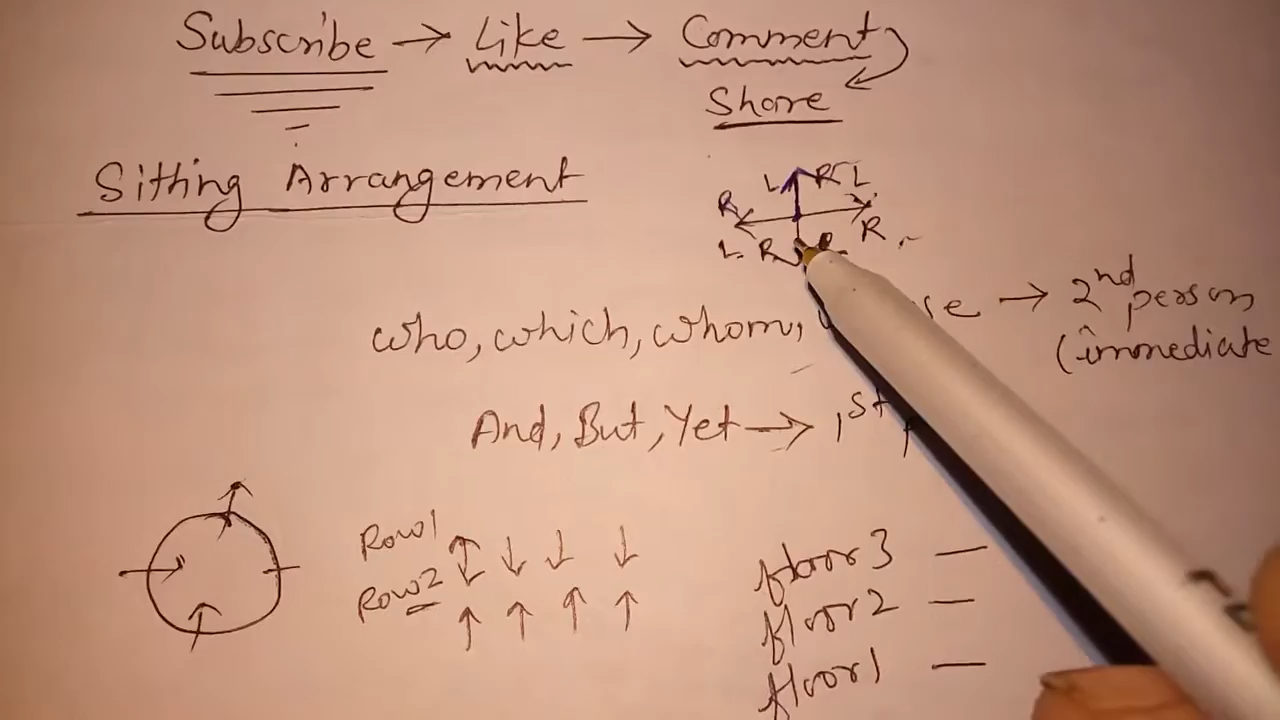 Subscribe → Like → Comment
Share
Sitting Arrangement
L R L
R
R
L R
who, which, whom, → 2nd person
(immediate
And, But, Yet → 1st
Row1
Row2
floor 3 —
floor 2 —
floor 1 —